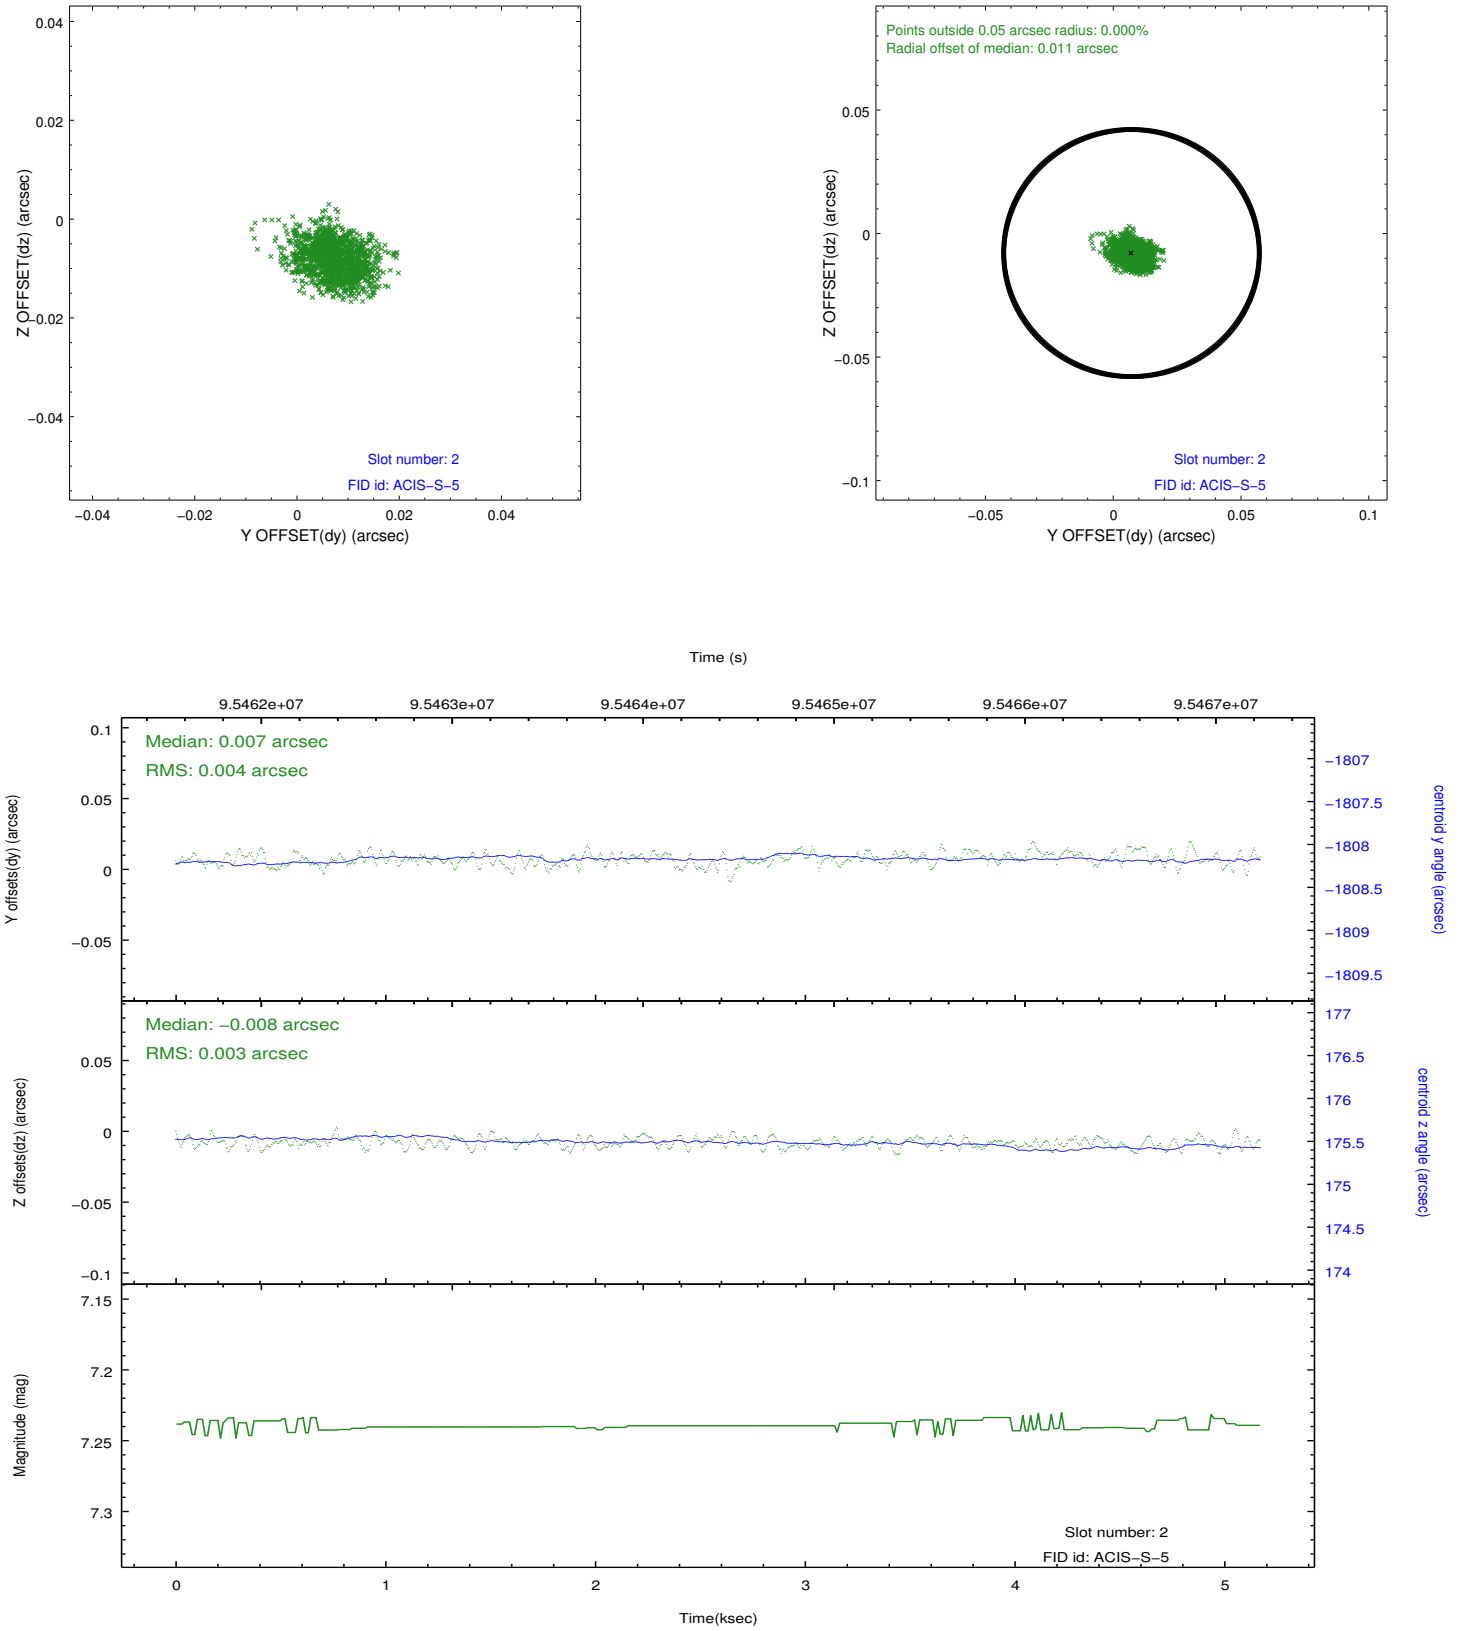 0.04
0.02
0
−0.02
−0.04
Z OFFSET(dz) (arcsec)
Slot number: 2
FID id: ACIS−S−5
−0.04 −0.02 0 0.02 0.04
Y OFFSET(dy) (arcsec)
Points outside 0.05 arcsec radius: 0.000%
Radial offset of median: 0.011 arcsec
0.05
0
−0.05
−0.1
Z OFFSET(dz) (arcsec)
Slot number: 2
FID id: ACIS−S−5
−0.05 0 0.05 0.1
Y OFFSET(dy) (arcsec)
Time (s)
9.5462e+07 9.5463e+07 9.5464e+07 9.5465e+07 9.5466e+07 9.5467e+07
Median: 0.007 arcsec
RMS: 0.004 arcsec
0.1
0.05
0
−0.05
Y offsets(dy) (arcsec)
−1807
−1807.5
−1808
−1808.5
−1809
−1809.5
centroid y angle (arcsec)
Median: −0.008 arcsec
RMS: 0.003 arcsec
0.05
0
−0.05
−0.1
Z offsets(dz) (arcsec)
177
176.5
176
175.5
175
174.5
174
centroid z angle (arcsec)
7.15
7.2
7.25
7.3
Magnitude (mag)
Slot number: 2
FID id: ACIS−S−5
0 1 2 3 4 5
Time(ksec)